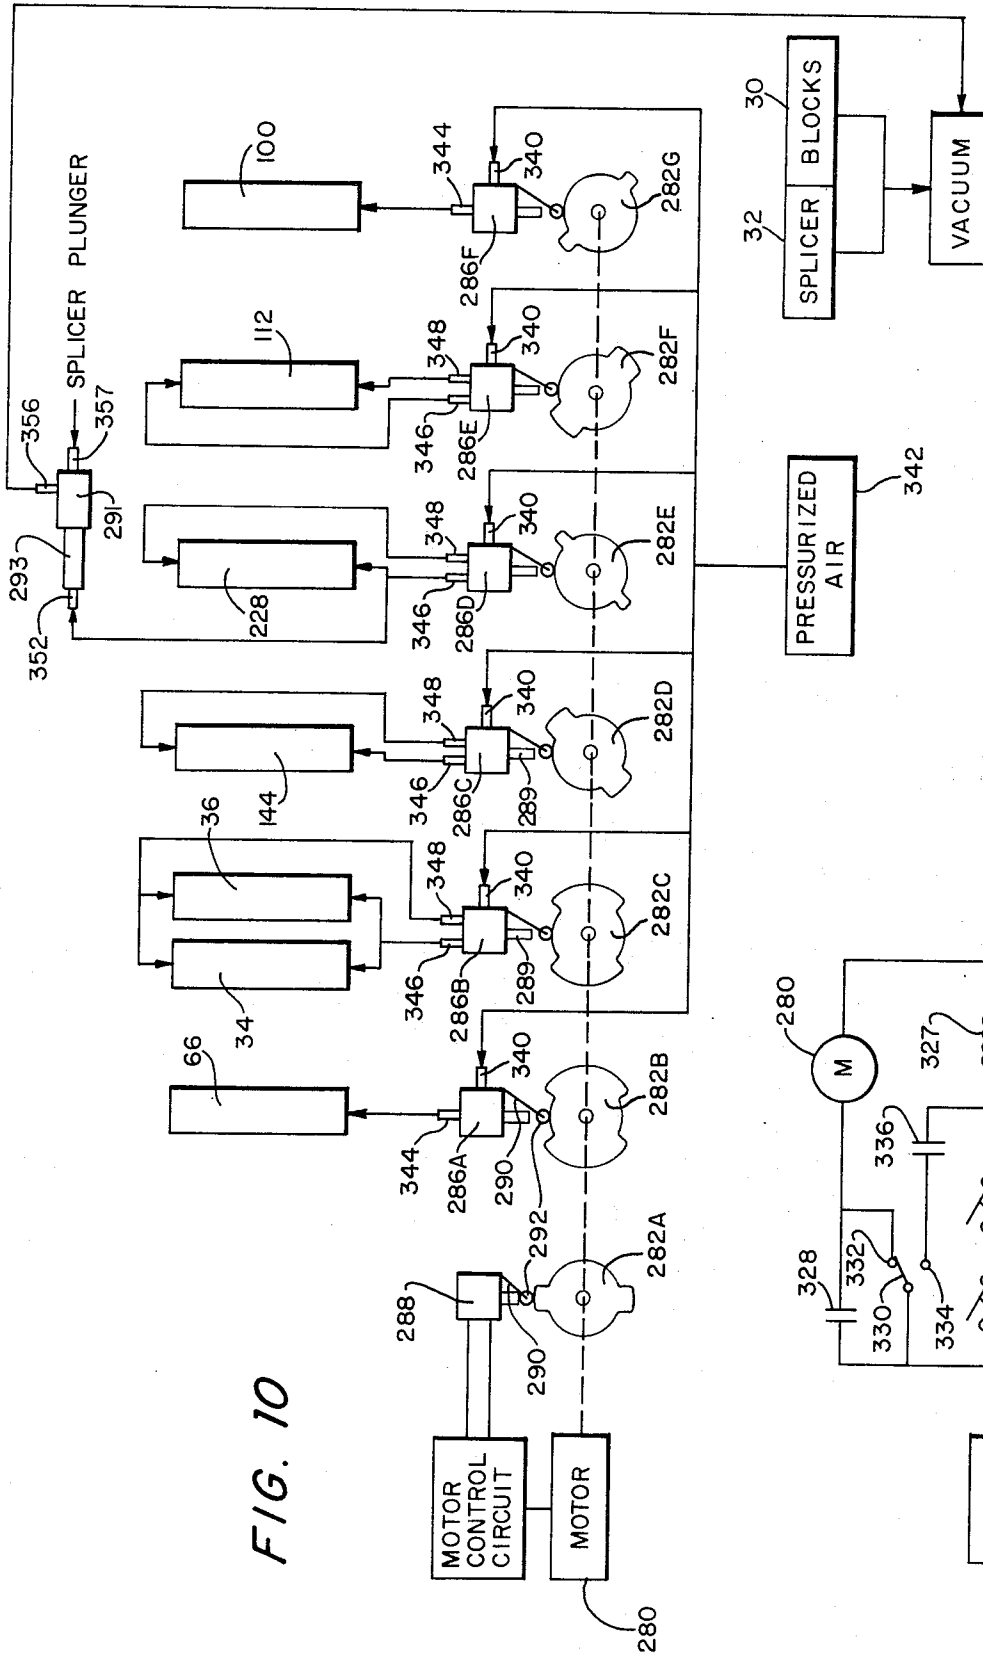 FIG. 10
MOTOR
CONTROL
CIRCUIT
MOTOR
280
288
290
292
282A
66
344
286A
290
340
282B
34
36
346
348
286B
289
340
282C
144
346
348
286C
289
340
282D
228
346
348
286D
340
282E
112
346
348
286E
340
282F
100
344
286F
340
282G
352
293
291
356
357
SPLICER PLUNGER
PRESSURIZED
AIR
342
32
30
SPLICER BLOCKS
VACUUM
280
M
328
332
330
334
336
327